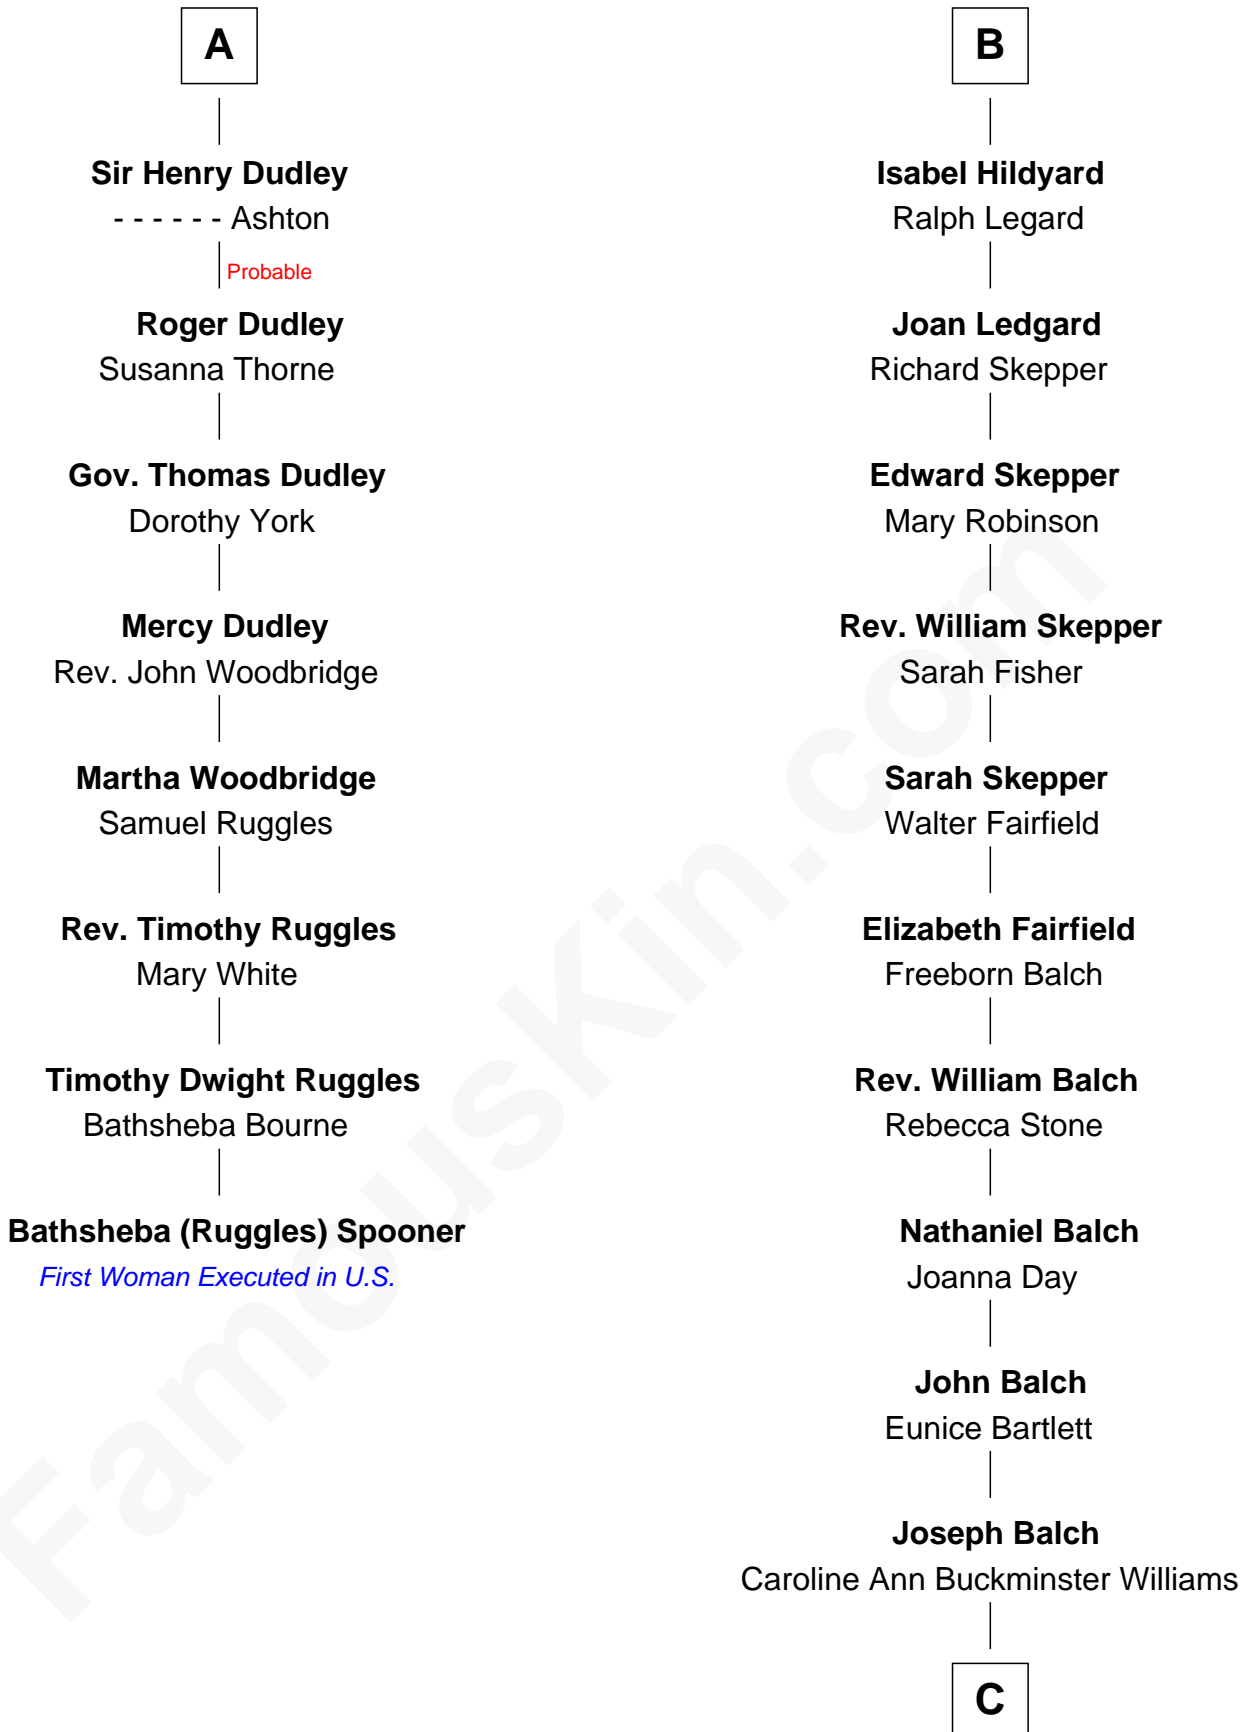 A
Sir Henry Dudley
- - - - - - Ashton
Probable
Roger Dudley
Susanna Thorne
Gov. Thomas Dudley
Dorothy York
Mercy Dudley
Rev. John Woodbridge
Martha Woodbridge
Samuel Ruggles
Rev. Timothy Ruggles
Mary White
Timothy Dwight Ruggles
Bathsheba Bourne
Bathsheba (Ruggles) Spooner
First Woman Executed in U.S.
B
Isabel Hildyard
Ralph Legard
Joan Ledgard
Richard Skepper
Edward Skepper
Mary Robinson
Rev. William Skepper
Sarah Fisher
Sarah Skepper
Walter Fairfield
Elizabeth Fairfield
Freeborn Balch
Rev. William Balch
Rebecca Stone
Nathaniel Balch
Joanna Day
John Balch
Eunice Bartlett
Joseph Balch
Caroline Ann Buckminster Williams
C
FamousKin.com